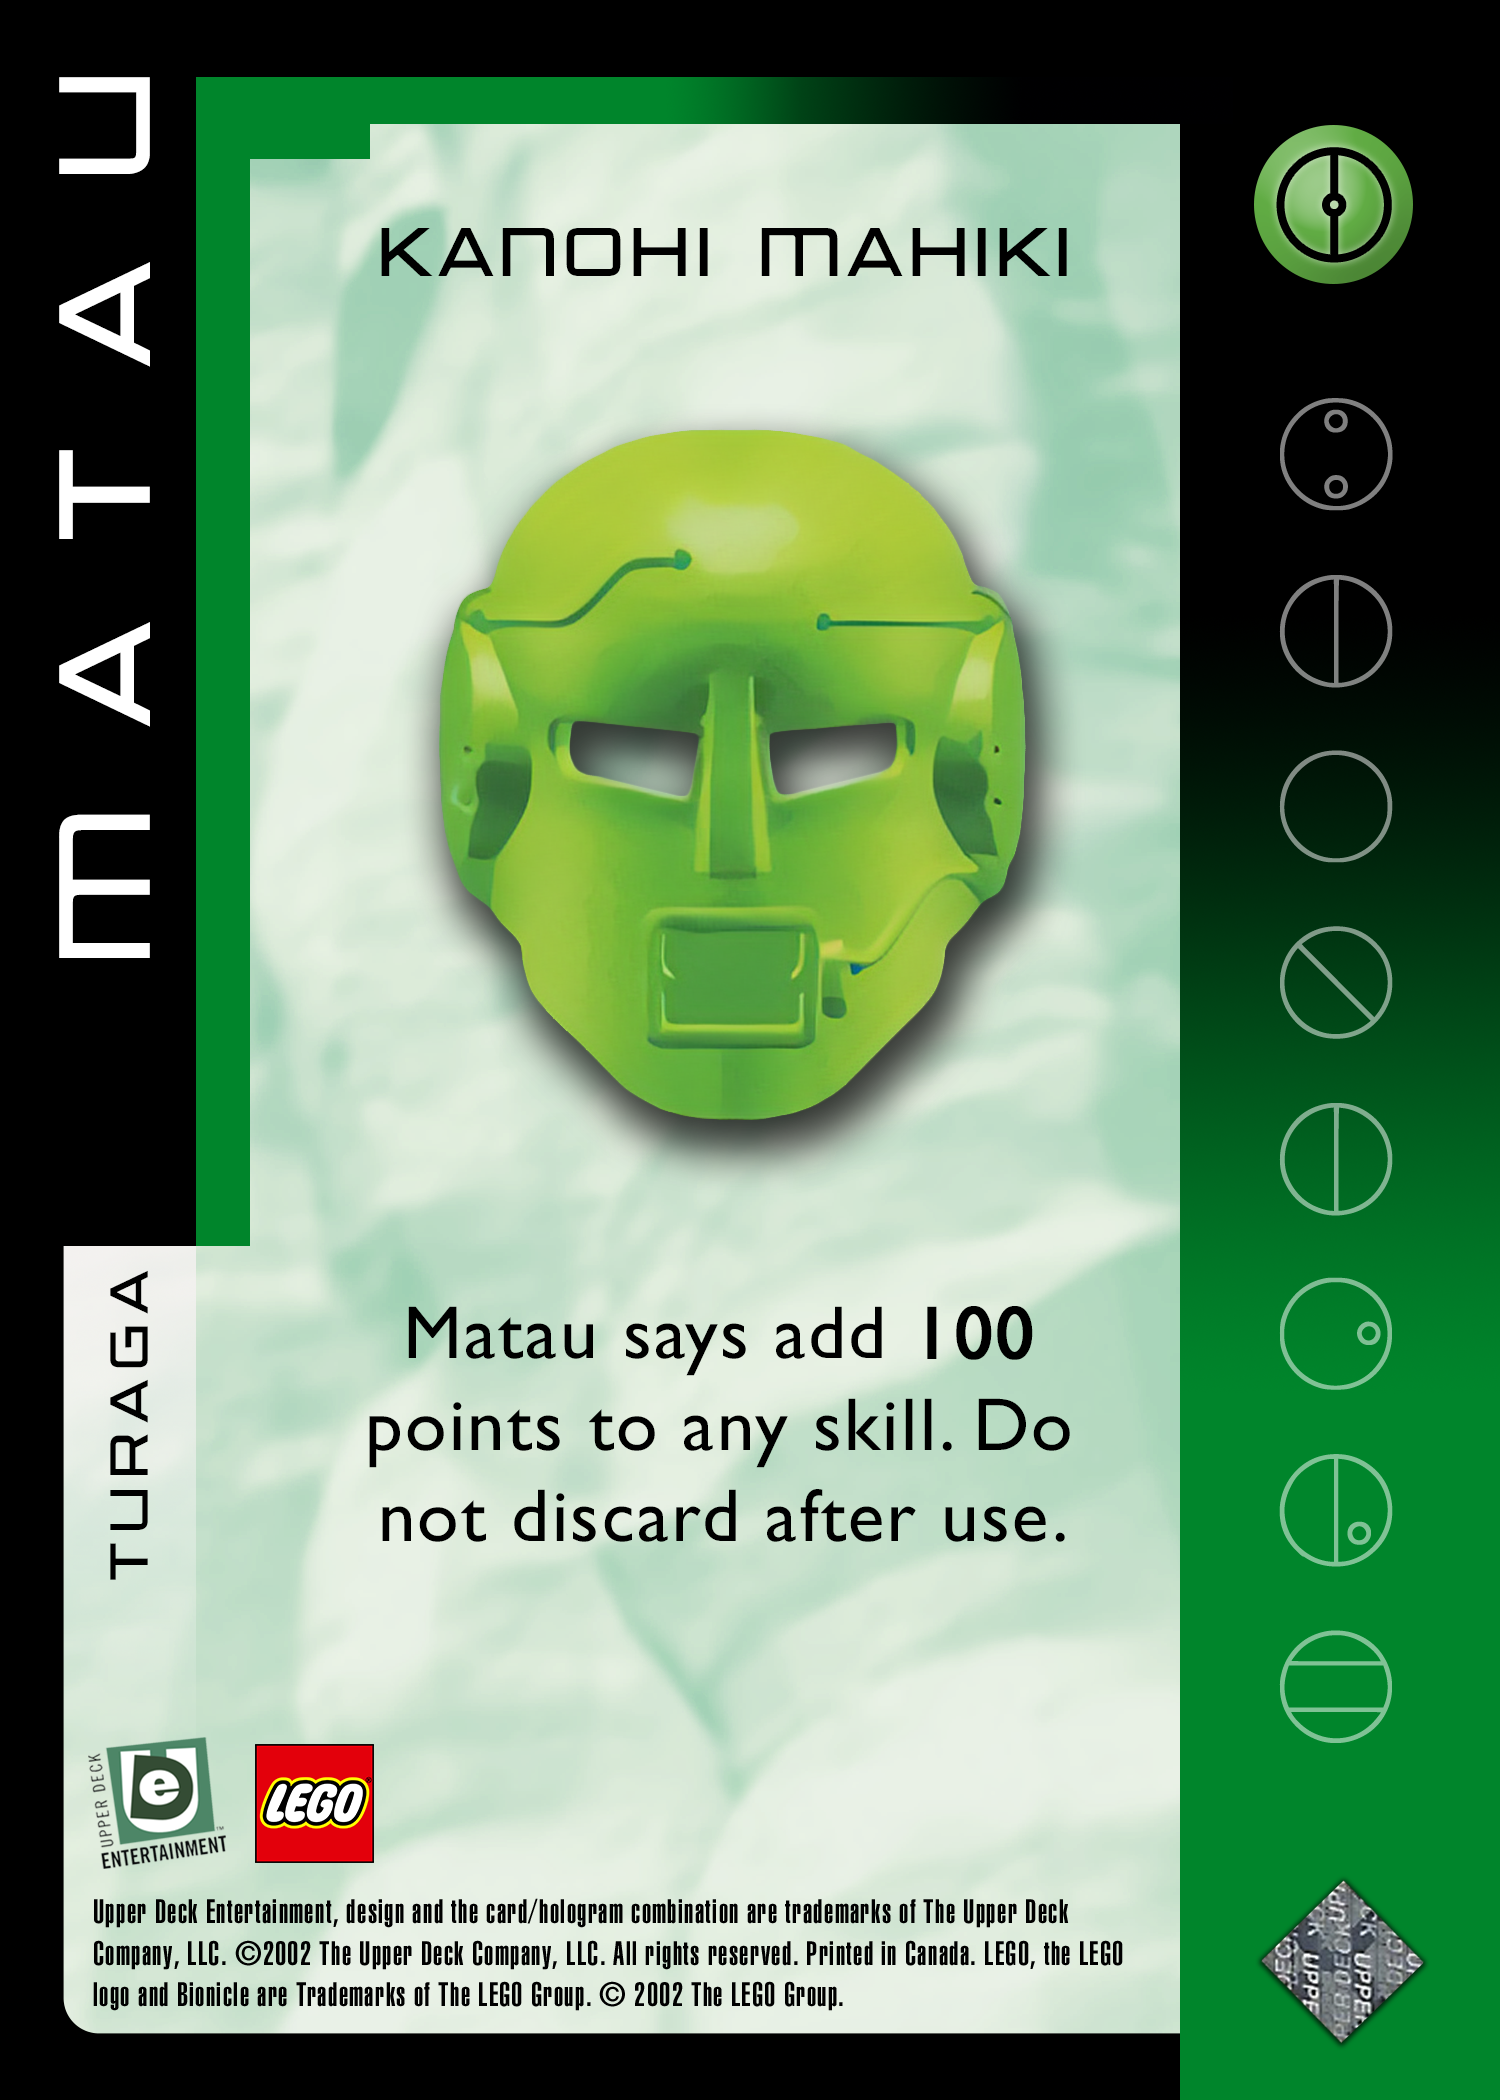 MATAU
KANOHI MAHIKI
TURAGA
Matau says add 100
points to any skill. Do
not discard after use.
UPPER DECK
UDe
™
ENTERTAINMENT
LEGO
Upper Deck Entertainment, design and the card/hologram combination are trademarks of The Upper Deck
Company, LLC. ©2002 The Upper Deck Company, LLC. All rights reserved. Printed in Canada. LEGO, the LEGO
logo and Bionicle are Trademarks of The LEGO Group. © 2002 The LEGO Group.